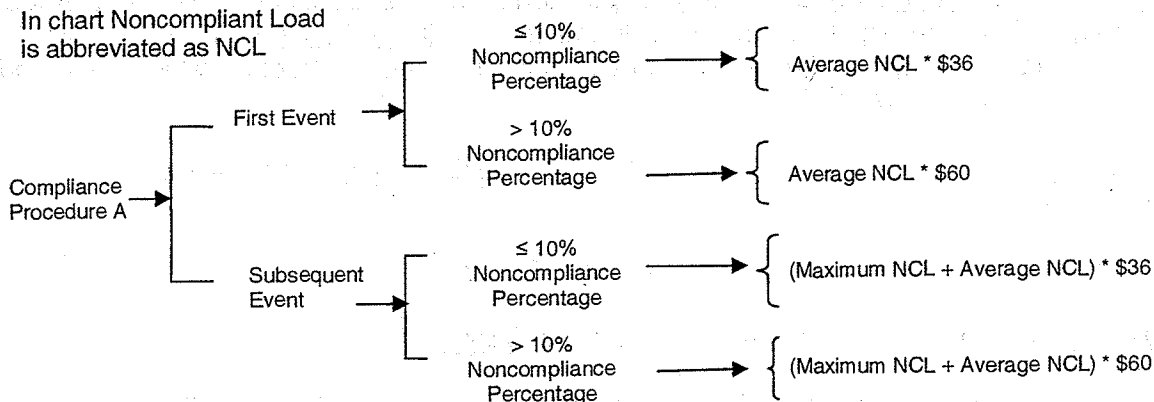 In chart Noncompliant Load
is abbreviated as NCL
≤ 10%
Noncompliance
Percentage
Average NCL * $36
First Event
> 10%
Noncompliance
Percentage
Average NCL * $60
Compliance
Procedure A
≤ 10%
Noncompliance
Percentage
(Maximum NCL + Average NCL) * $36
Subsequent
Event
> 10%
Noncompliance
Percentage
(Maximum NCL + Average NCL) * $60